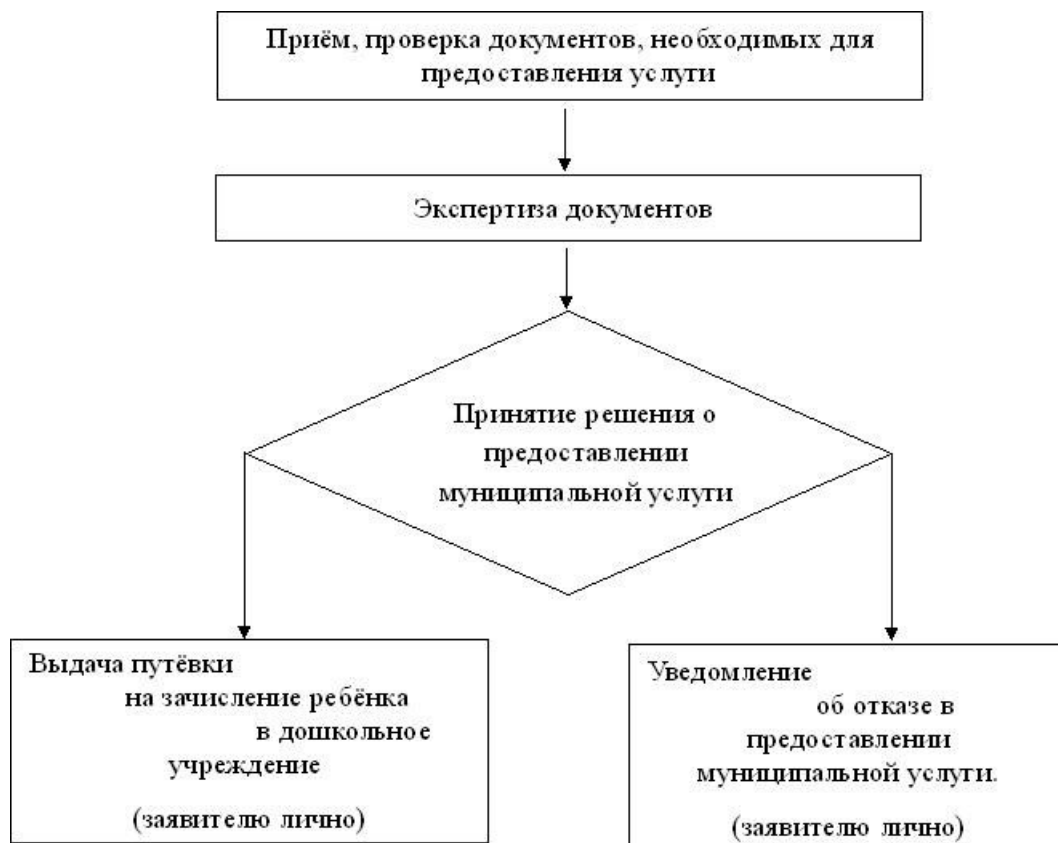 Приём, проверка документов, необходимых для
предоставления услуги
Экспертиза документов
Принятие решения о
предоставлении
муниципальной услуги
Выдача путёвки
на зачисление ребёнка
в дошкольное
учреждение
(заявителю лично)
Уведомление
об отказе в
предоставлении
муниципальной услуги.
(заявителю лично)